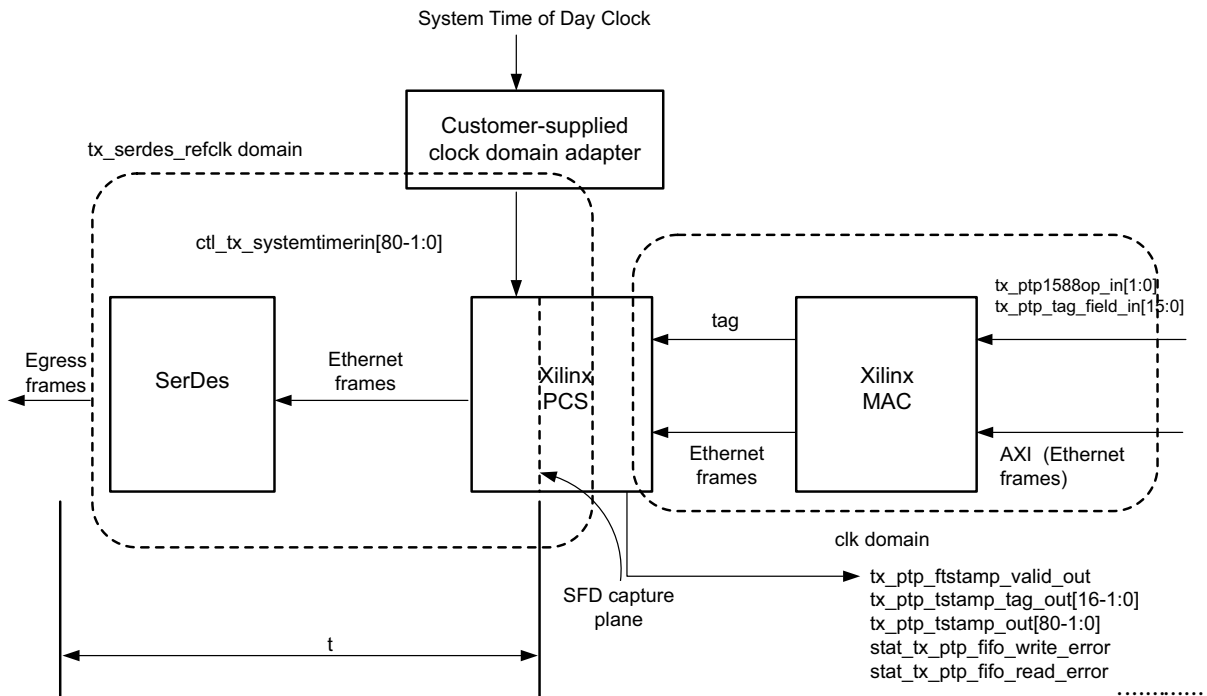 System Time of Day Clock
Customer-supplied
clock domain adapter
tx_serdes_refclk domain
ctl_tx_systemtimerin[80-1:0]
tx_ptp1588op_in[1:0]
tx_ptp_tag_field_in[15:0]
tag
Egress
frames
SerDes
Ethernet
frames
Xilinx
PCS
Xilinx
MAC
Ethernet
frames
AXI (Ethernet
frames)
clk domain
SFD capture
plane
tx_ptp_ftstamp_valid_out
tx_ptp_tstamp_tag_out[16-1:0]
tx_ptp_tstamp_out[80-1:0]
stat_tx_ptp_fifo_write_error
stat_tx_ptp_fifo_read_error
t